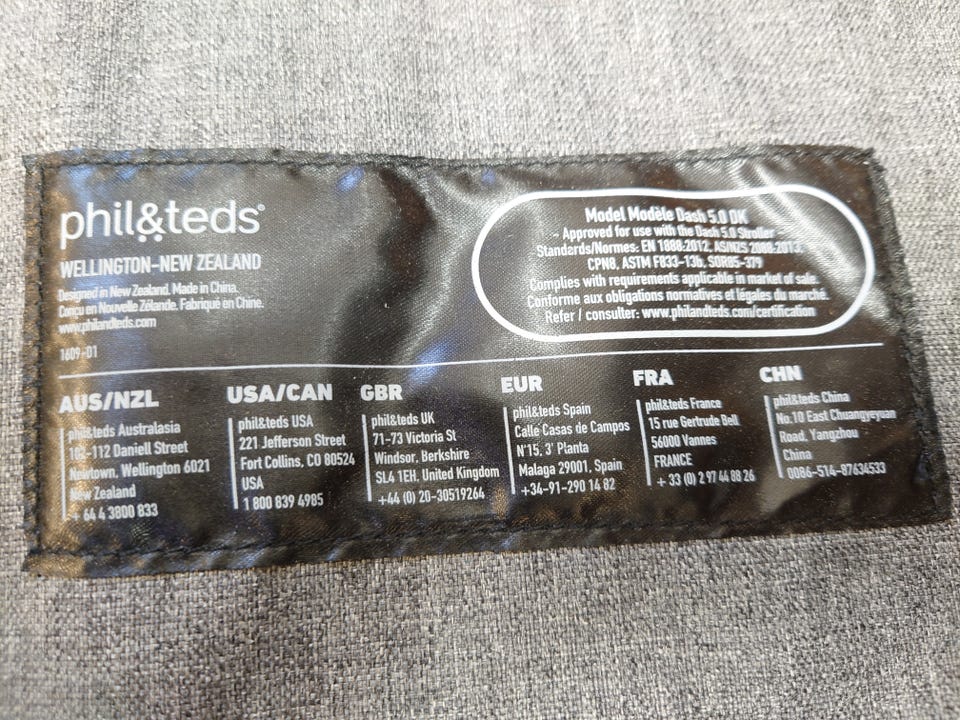 phil&teds®
WELLINGTON-NEW ZEALAND
Designed in New Zealand. Made in China.
Conçu en Nouvelle Zélande. Fabriqué en Chine.
www.philandteds.com
1609-D1
Model Modèle Dash 5.0 DK
- Approved for use with the Dash 5.0 Stroller
Standards/Normes: EN 1888:2012, AS/NZS 2088:2013,
CPN8, ASTM F833-13b, SOR85-379
Complies with requirements applicable in market of sale.
Conforme aux obligations normatives et légales du marché.
Refer / consulter: www.philandteds.com/certification
AUS/NZL
phil&teds Australasia
102-112 Daniell Street
Newtown, Wellington 6021
New Zealand
+ 64 4 3800 833
USA/CAN
phil&teds USA
221 Jefferson Street
Fort Collins, CO 80524
USA
1 800 839 4985
GBR
phil&teds UK
71-73 Victoria St
Windsor, Berkshire
SL4 1EH, United Kingdom
+44 (0) 20-30519264
EUR
phil&teds Spain
Calle Casas de Campos
N°15, 3° Planta
Malaga 29001, Spain
+34-91-290 14 82
FRA
phil&teds France
15 rue Gertrude Bell
56000 Vannes
FRANCE
+ 33 (0) 2 97 44 88 26
CHN
phil&teds China
No.10 East Chuangyeyuan
Road. Yangzhou
China
0086-514-87634533